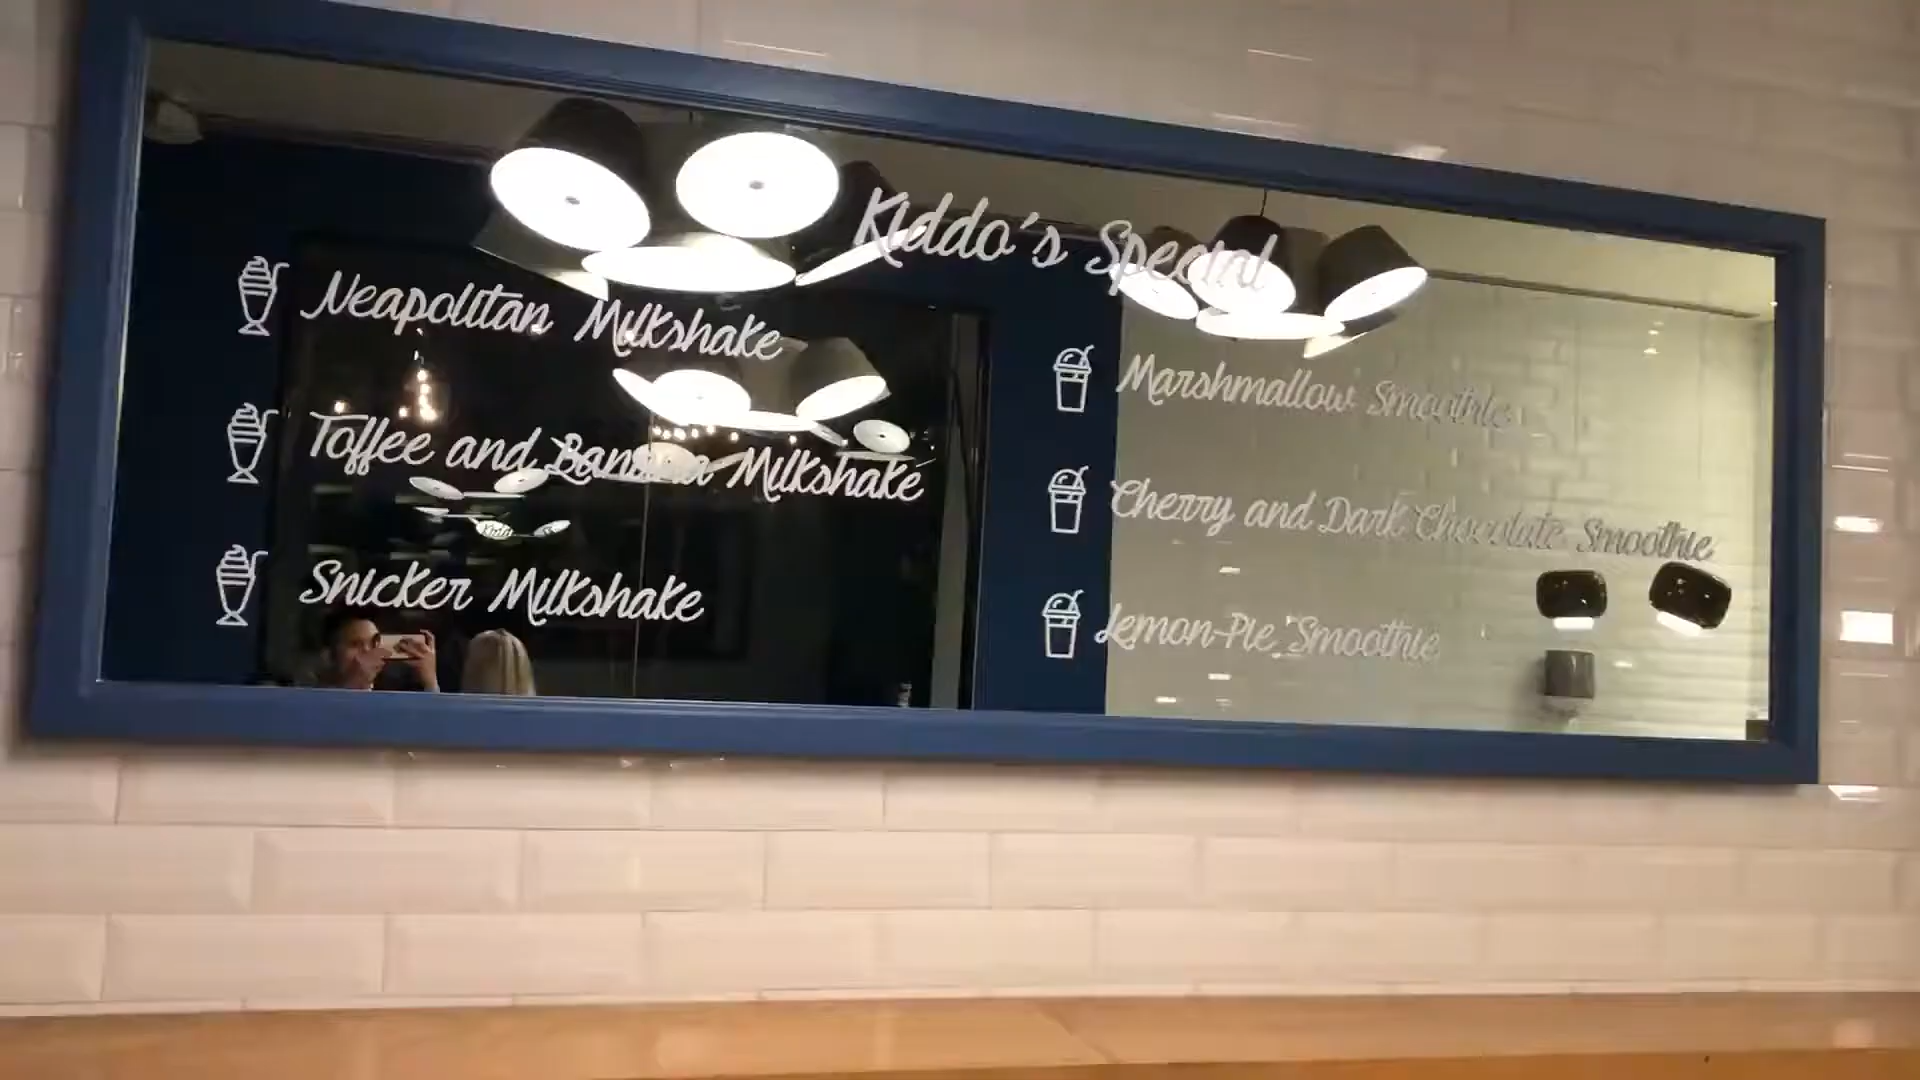 Kiddo's Special
Neapolitan Milkshake
Toffee and Banana Milkshake
Snicker Milkshake
Marshmallow Smoothie
Cherry and Dark Chocolate Smoothie
Lemon-Pie Smoothie